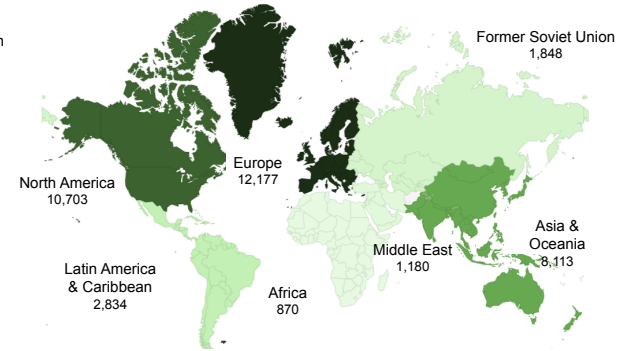 Former Soviet Union
1,848
Europe
12,177
North America
10,703
Asia &
Oceania
8,113
Middle East
1,180
Latin America
& Caribbean
2,834
Africa
870